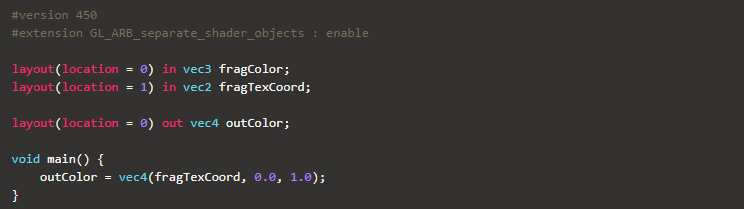 #version 450
#extension GL_ARB_separate_shader_objects : enable

layout(location = 0) in vec3 fragColor;
layout(location = 1) in vec2 fragTexCoord;

layout(location = 0) out vec4 outColor;

void main() {
    outColor = vec4(fragTexCoord, 0.0, 1.0);
}